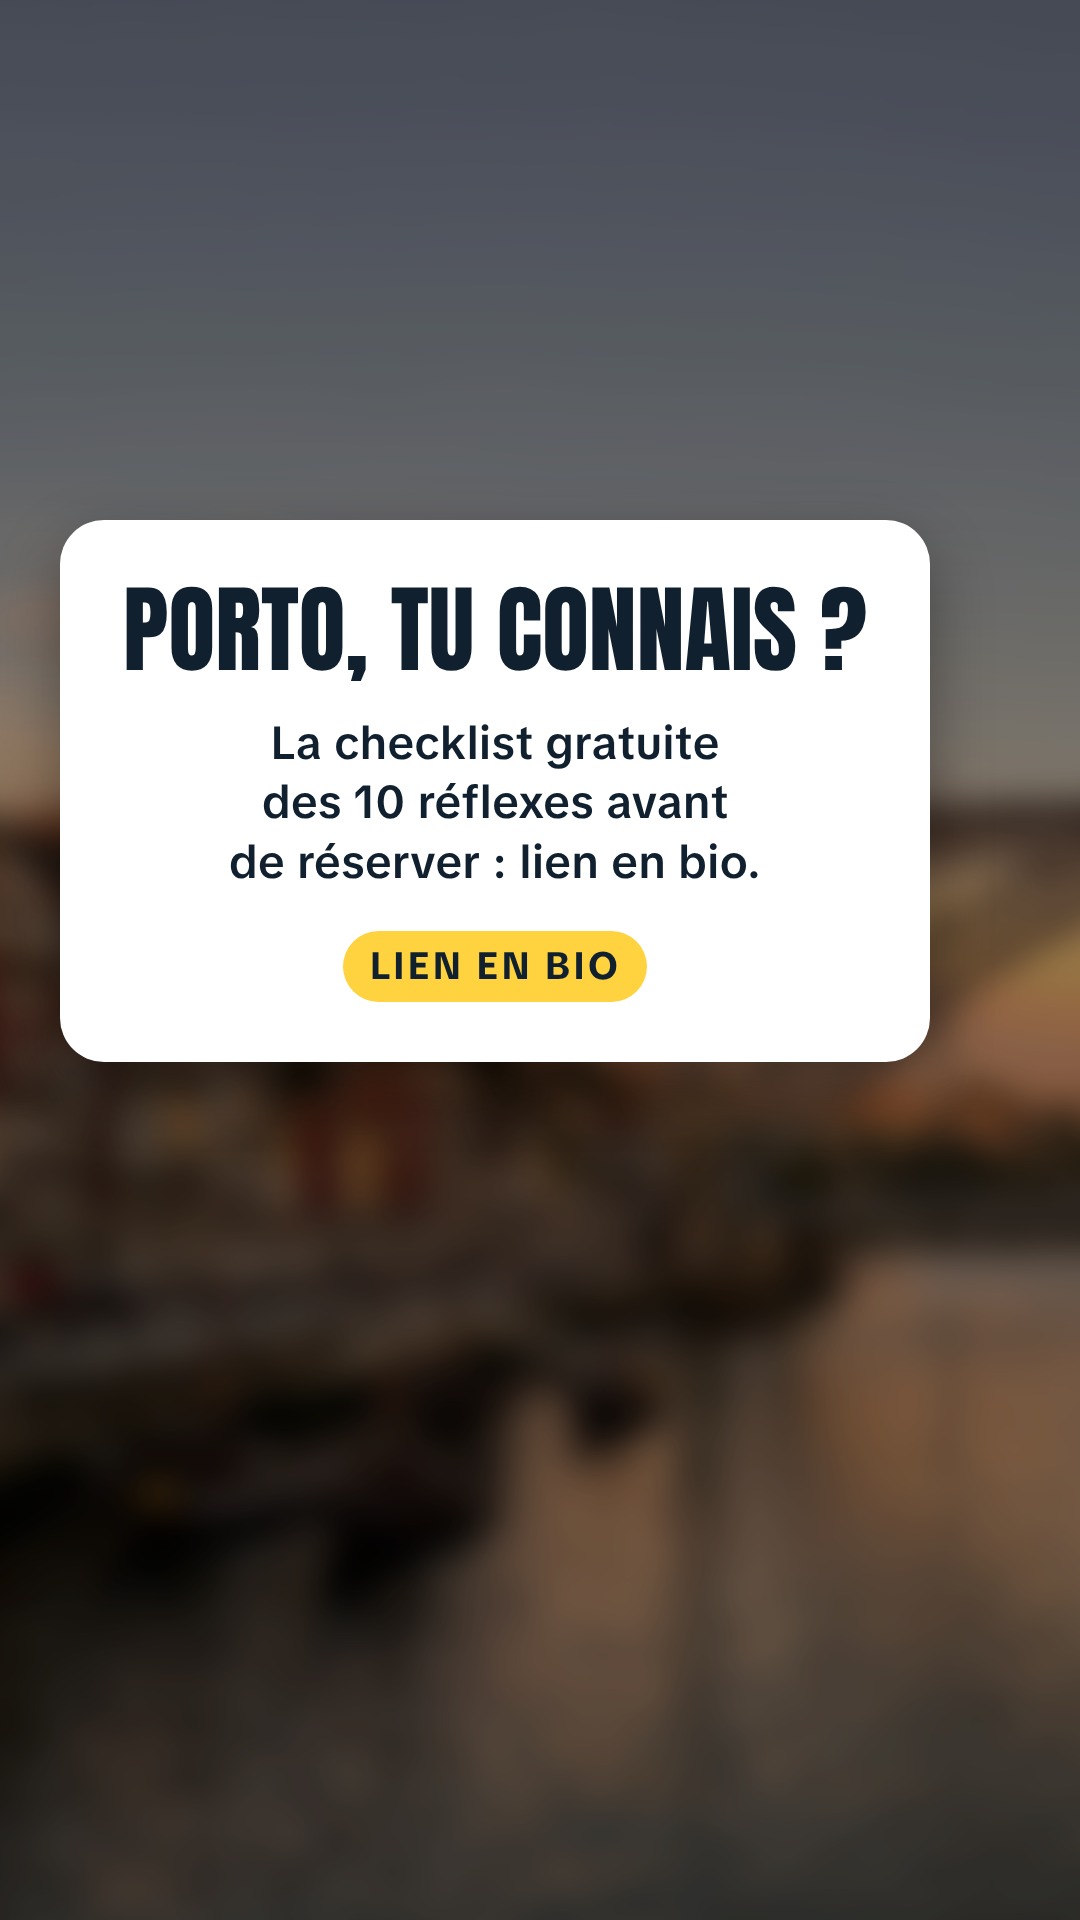 PORTO, TU CONNAIS ?
La checklist gratuite
des 10 réflexes avant
de réserver : lien en bio.
LIEN EN BIO